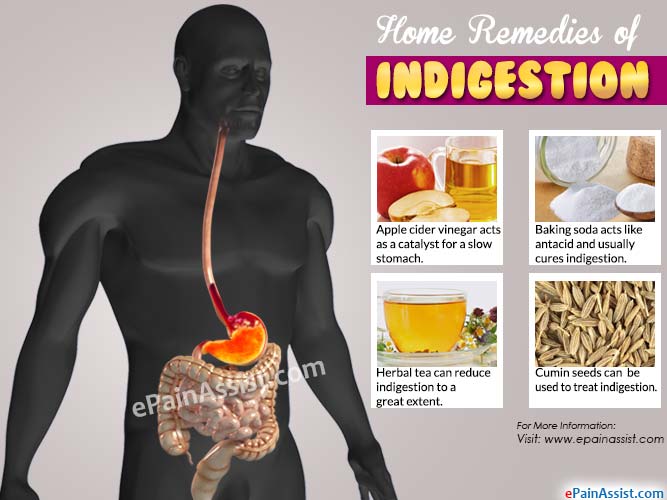 Home Remedies of
INDIGESTION
Apple cider vinegar acts
as a catalyst for a slow
stomach.
Baking soda acts like
antacid and usually
cures indigestion.
Herbal tea can reduce
indigestion to a
great extent.
Cumin seeds can be
used to treat indigestion.
ePainAssist.com
For More Information:
Visit: www.epainassist.com
ePainAssist.com